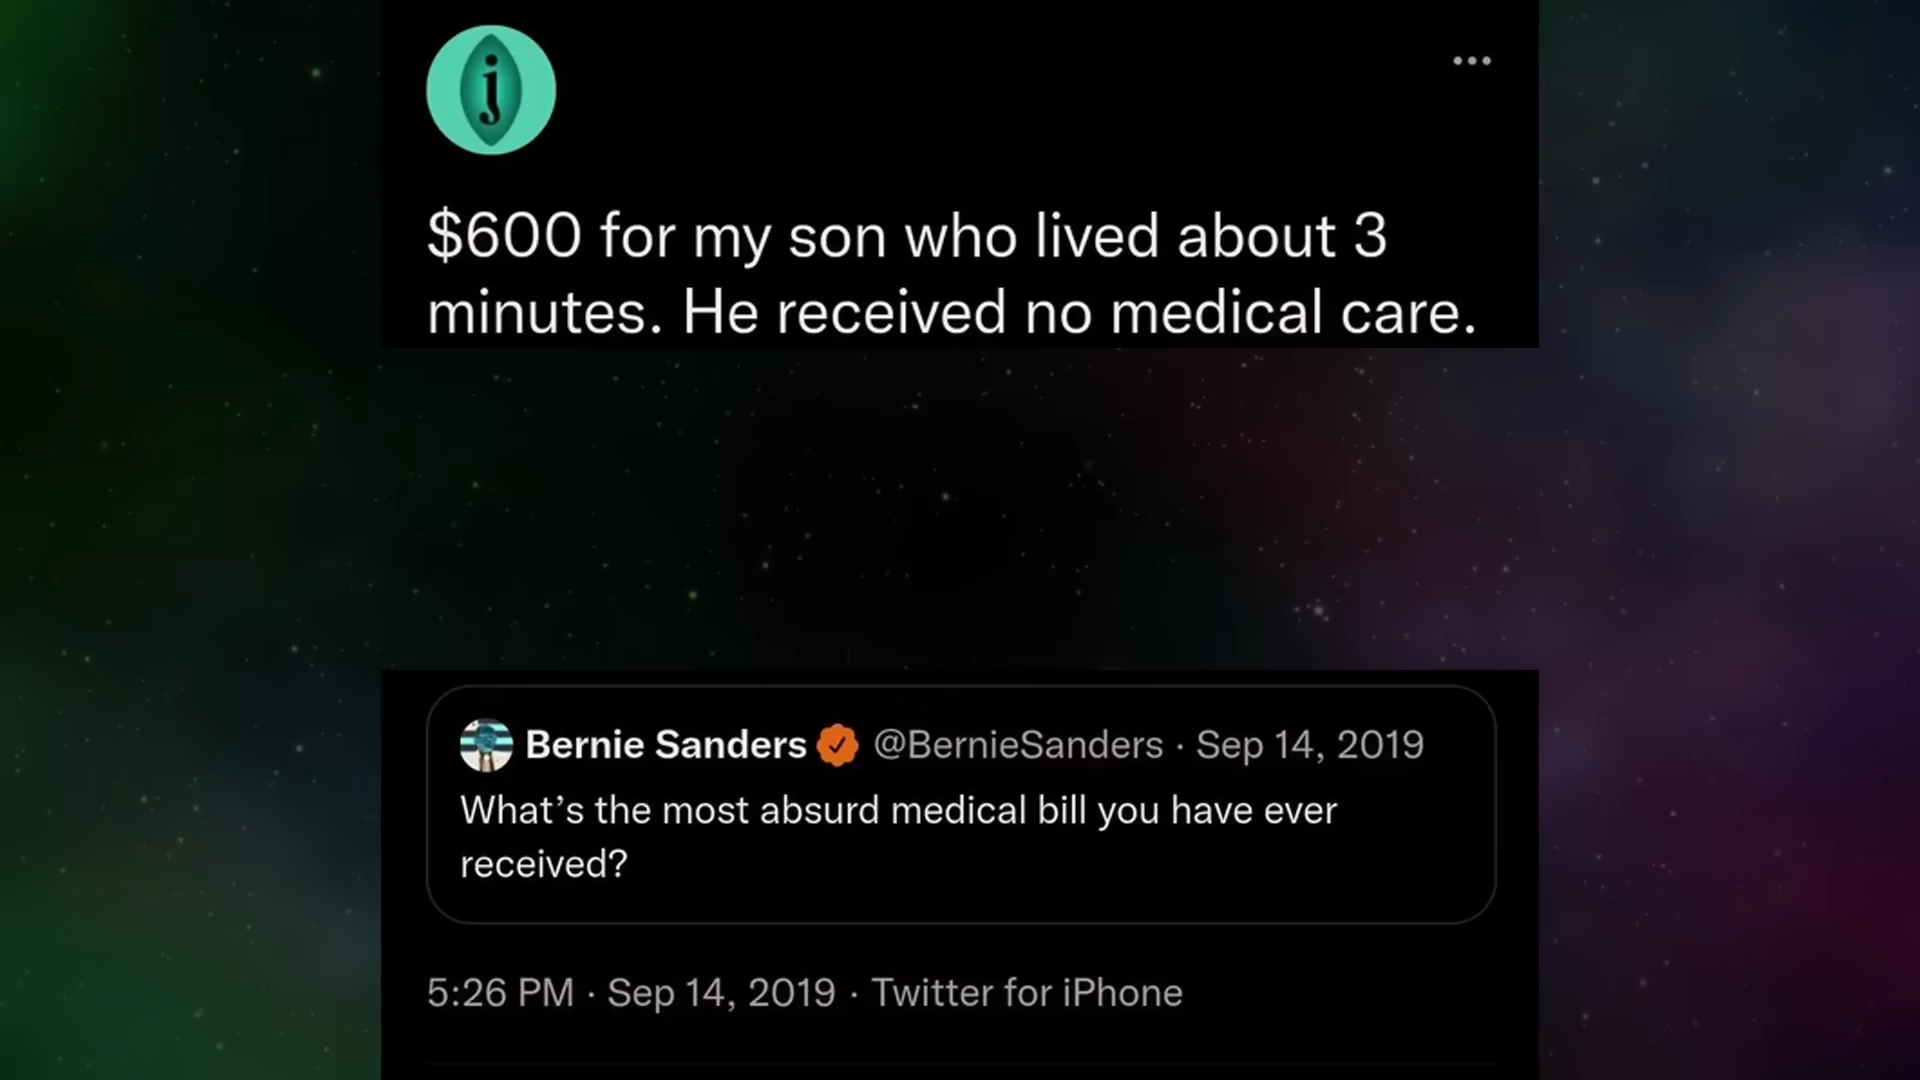 j
$600 for my son who lived about 3
minutes. He received no medical care.
Bernie Sanders @BernieSanders · Sep 14, 2019
What’s the most absurd medical bill you have ever
received?
5:26 PM · Sep 14, 2019 · Twitter for iPhone